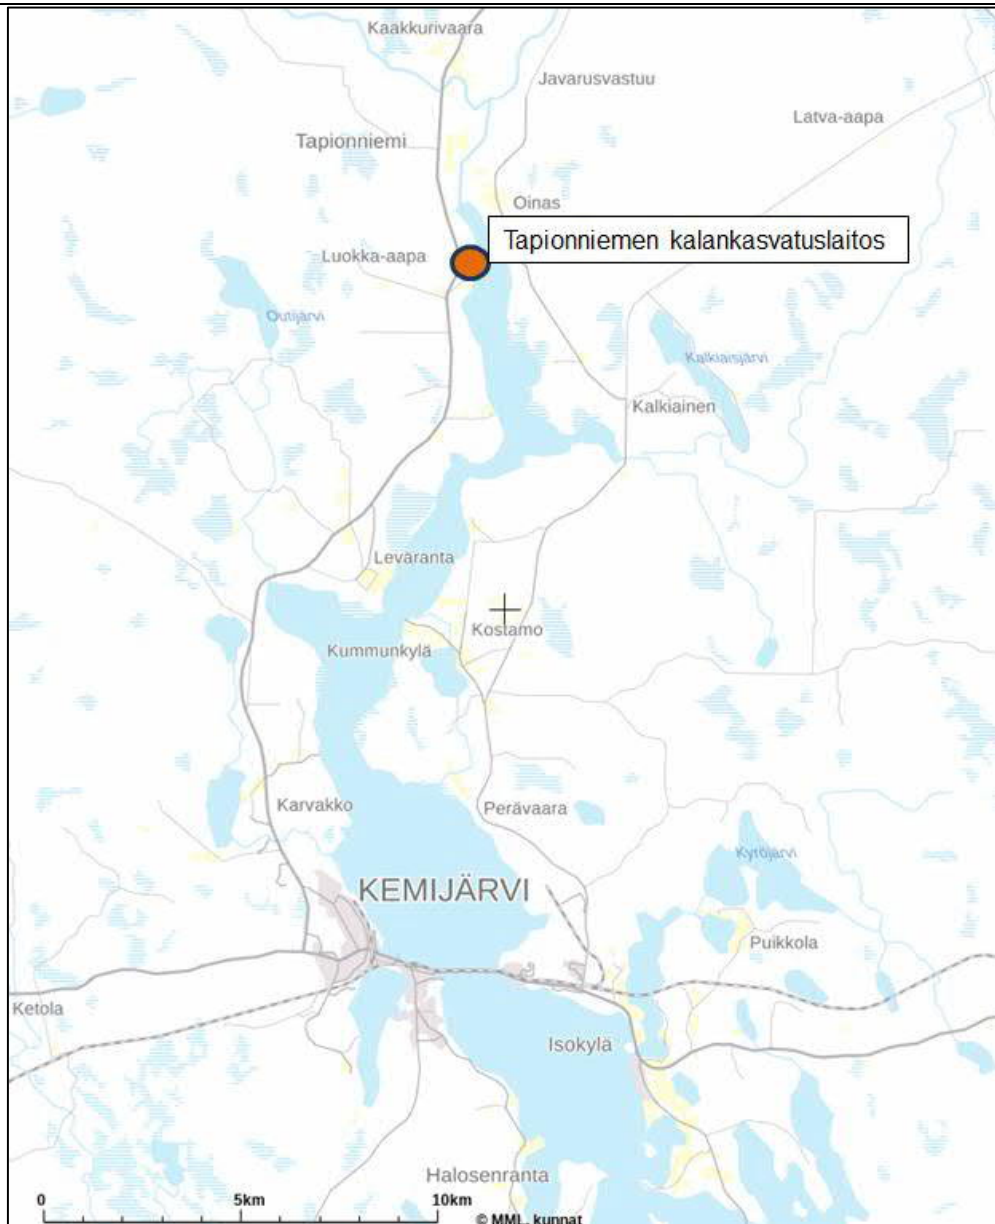 Kaakkurivaara
Javarusvastuu
Latva-aapa
Tapionniemi
Oinas
Tapionniemen kalankasvatuslaitos
Luokka-aapa
Outijärvi
Kalkiaisjärvi
Kalkiainen
Leväranta
Kostamo
Kummunkylä
Karvakko
Perävaara
Kyröjärvi
KEMIJÄRVI
Puikkola
Ketola
Isokylä
Halosenranta
0 5km 10km
© MML, kunnat